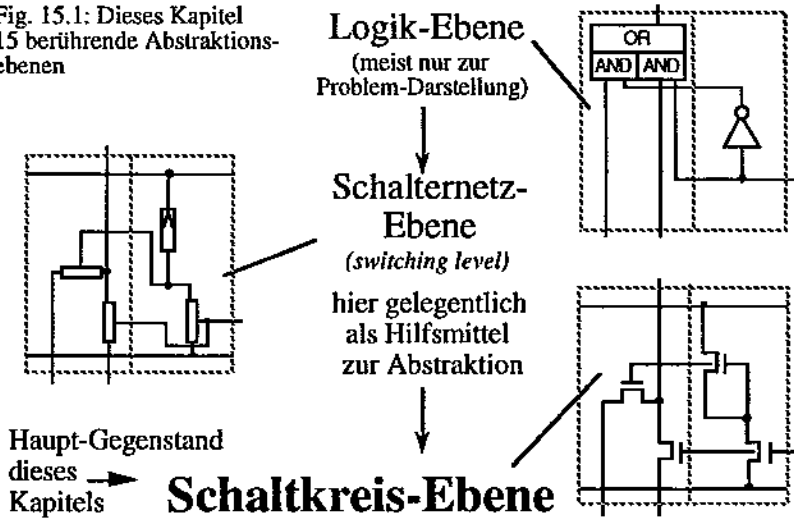 Fig. 15.1: Dieses Kapitel
15 berührende Abstraktions-
ebenen
Logik-Ebene
(meist nur zur
Problem-Darstellung)
OR
AND AND
Schalternetz-
Ebene
(switching level)
hier gelegentlich
als Hilfsmittel
zur Abstraktion
Haupt-Gegenstand
dieses
Kapitels
Schaltkreis-Ebene